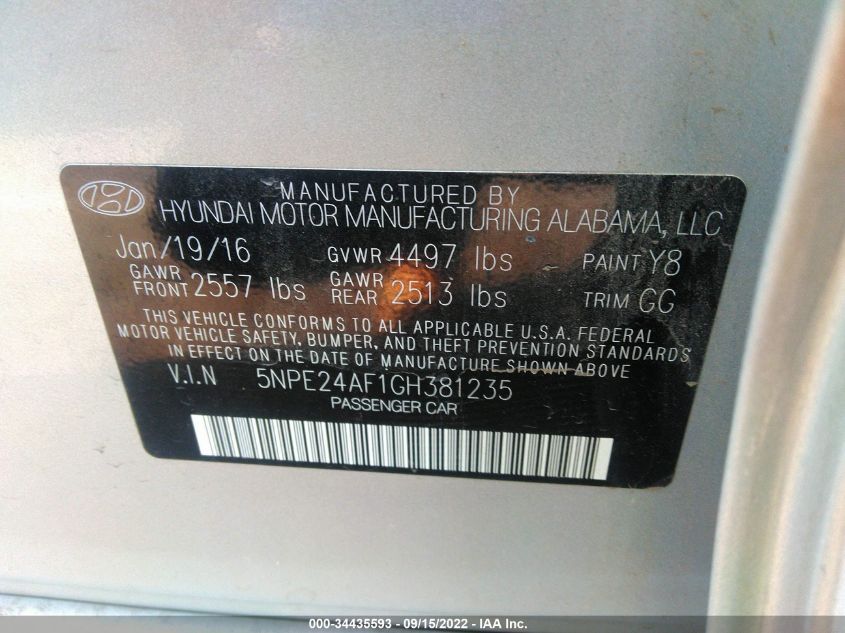 MANUFACTURED BY
HYUNDAI MOTOR MANUFACTURING ALABAMA, LLC
Jan/19/16 GVWR 4497 lbs PAINT Y8
GAWR FRONT 2557 lbs GAWR REAR 2513 lbs TRIM GG
THIS VEHICLE CONFORMS TO ALL APPLICABLE U.S.A. FEDERAL
MOTOR VEHICLE SAFETY, BUMPER, AND THEFT PREVENTION STANDARDS
IN EFFECT ON THE DATE OF MANUFACTURE SHOWN ABOVE
V.I.N 5NPE24AF1GH381235
PASSENGER CAR
000-34435593 - 09/15/2022 - IAA Inc.